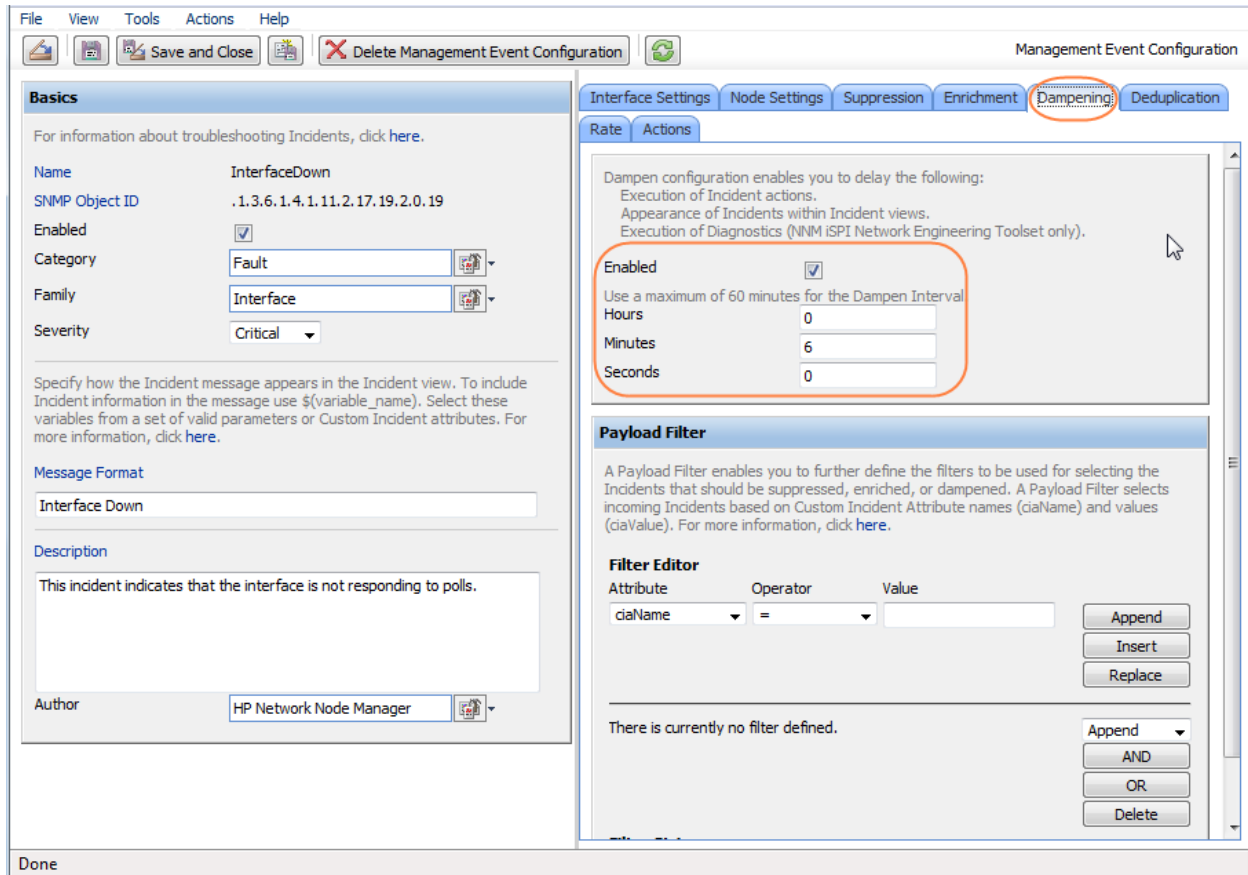 File View Tools Actions Help
Save and Close Delete Management Event Configuration Management Event Configuration
Basics
For information about troubleshooting Incidents, click here.
Name InterfaceDown
SNMP Object ID .1.3.6.1.4.1.11.2.17.19.2.0.19
Enabled
Category Fault
Family Interface
Severity Critical
Specify how the Incident message appears in the Incident view. To include
Incident information in the message use $(variable_name). Select these
variables from a set of valid parameters or Custom Incident attributes. For
more information, click here.
Message Format
Interface Down
Description
This incident indicates that the interface is not responding to polls.
Author HP Network Node Manager
Interface Settings Node Settings Suppression Enrichment Dampening Deduplication
Rate Actions
Dampen configuration enables you to delay the following:
Execution of Incident actions.
Appearance of Incidents within Incident views.
Execution of Diagnostics (NNM iSPI Network Engineering Toolset only).
Enabled
Use a maximum of 60 minutes for the Dampen Interval
Hours 0
Minutes 6
Seconds 0
Payload Filter
A Payload Filter enables you to further define the filters to be used for selecting the
Incidents that should be suppressed, enriched, or dampened. A Payload Filter selects
incoming Incidents based on Custom Incident Attribute names (ciaName) and values
(ciaValue). For more information, click here.
Filter Editor
Attribute Operator Value
ciaName =
Append
Insert
Replace
There is currently no filter defined.
Append
AND
OR
Delete
Done